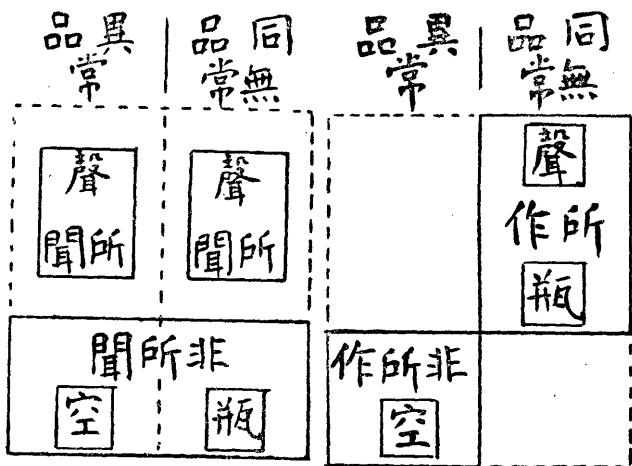 同品
無常
異品
常
聲
所作
瓶
非所作
空
同品
無常
異品
常
聲
所聞
聲
所聞
非所聞
瓶
空